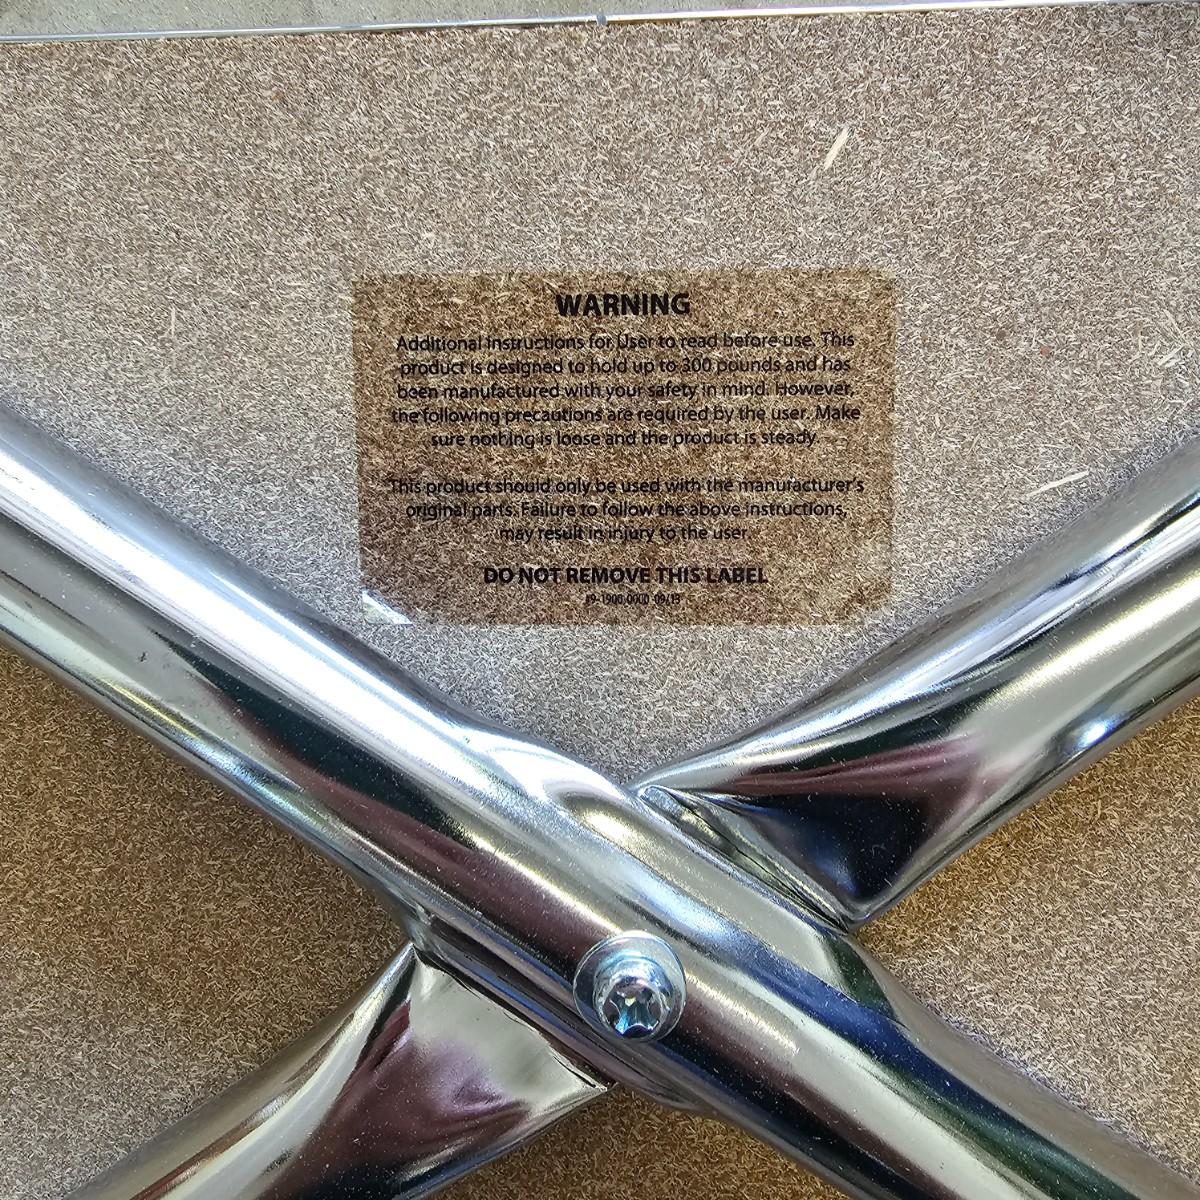 WARNING
Additional instructions for User to read before use. This
product is designed to hold up to 300 pounds and has
been manufactured with your safety in mind. However,
the following precautions are required by the user. Make
sure nothing is loose and the product is steady.
This product should only be used with the manufacturer's
original parts. Failure to follow the above instructions,
may result in injury to the user.
DO NOT REMOVE THIS LABEL
09/13